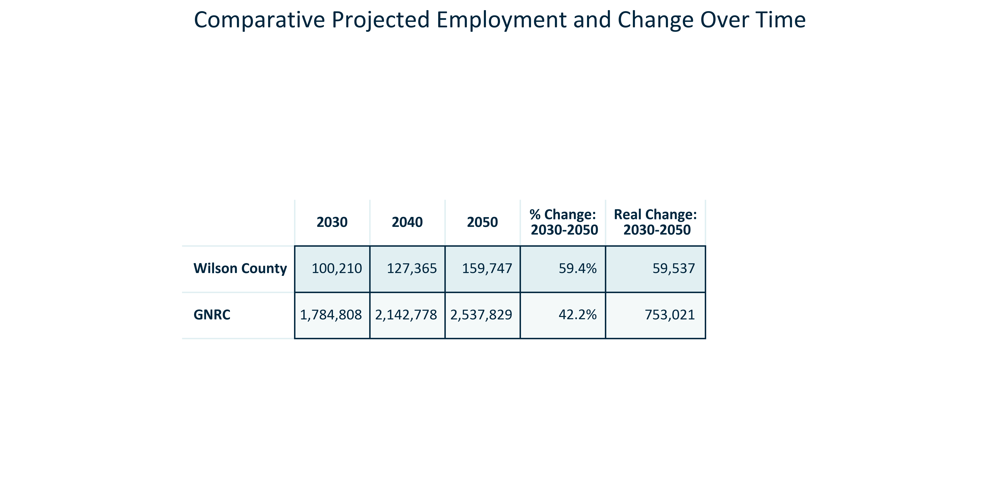 Comparative Projected Employment and Change Over Time
2030 2040 2050 % Change: 2030-2050 Real Change: 2030-2050
Wilson County 100,210 127,365 159,747 59.4% 59,537
GNRC 1,784,808 2,142,778 2,537,829 42.2% 753,021